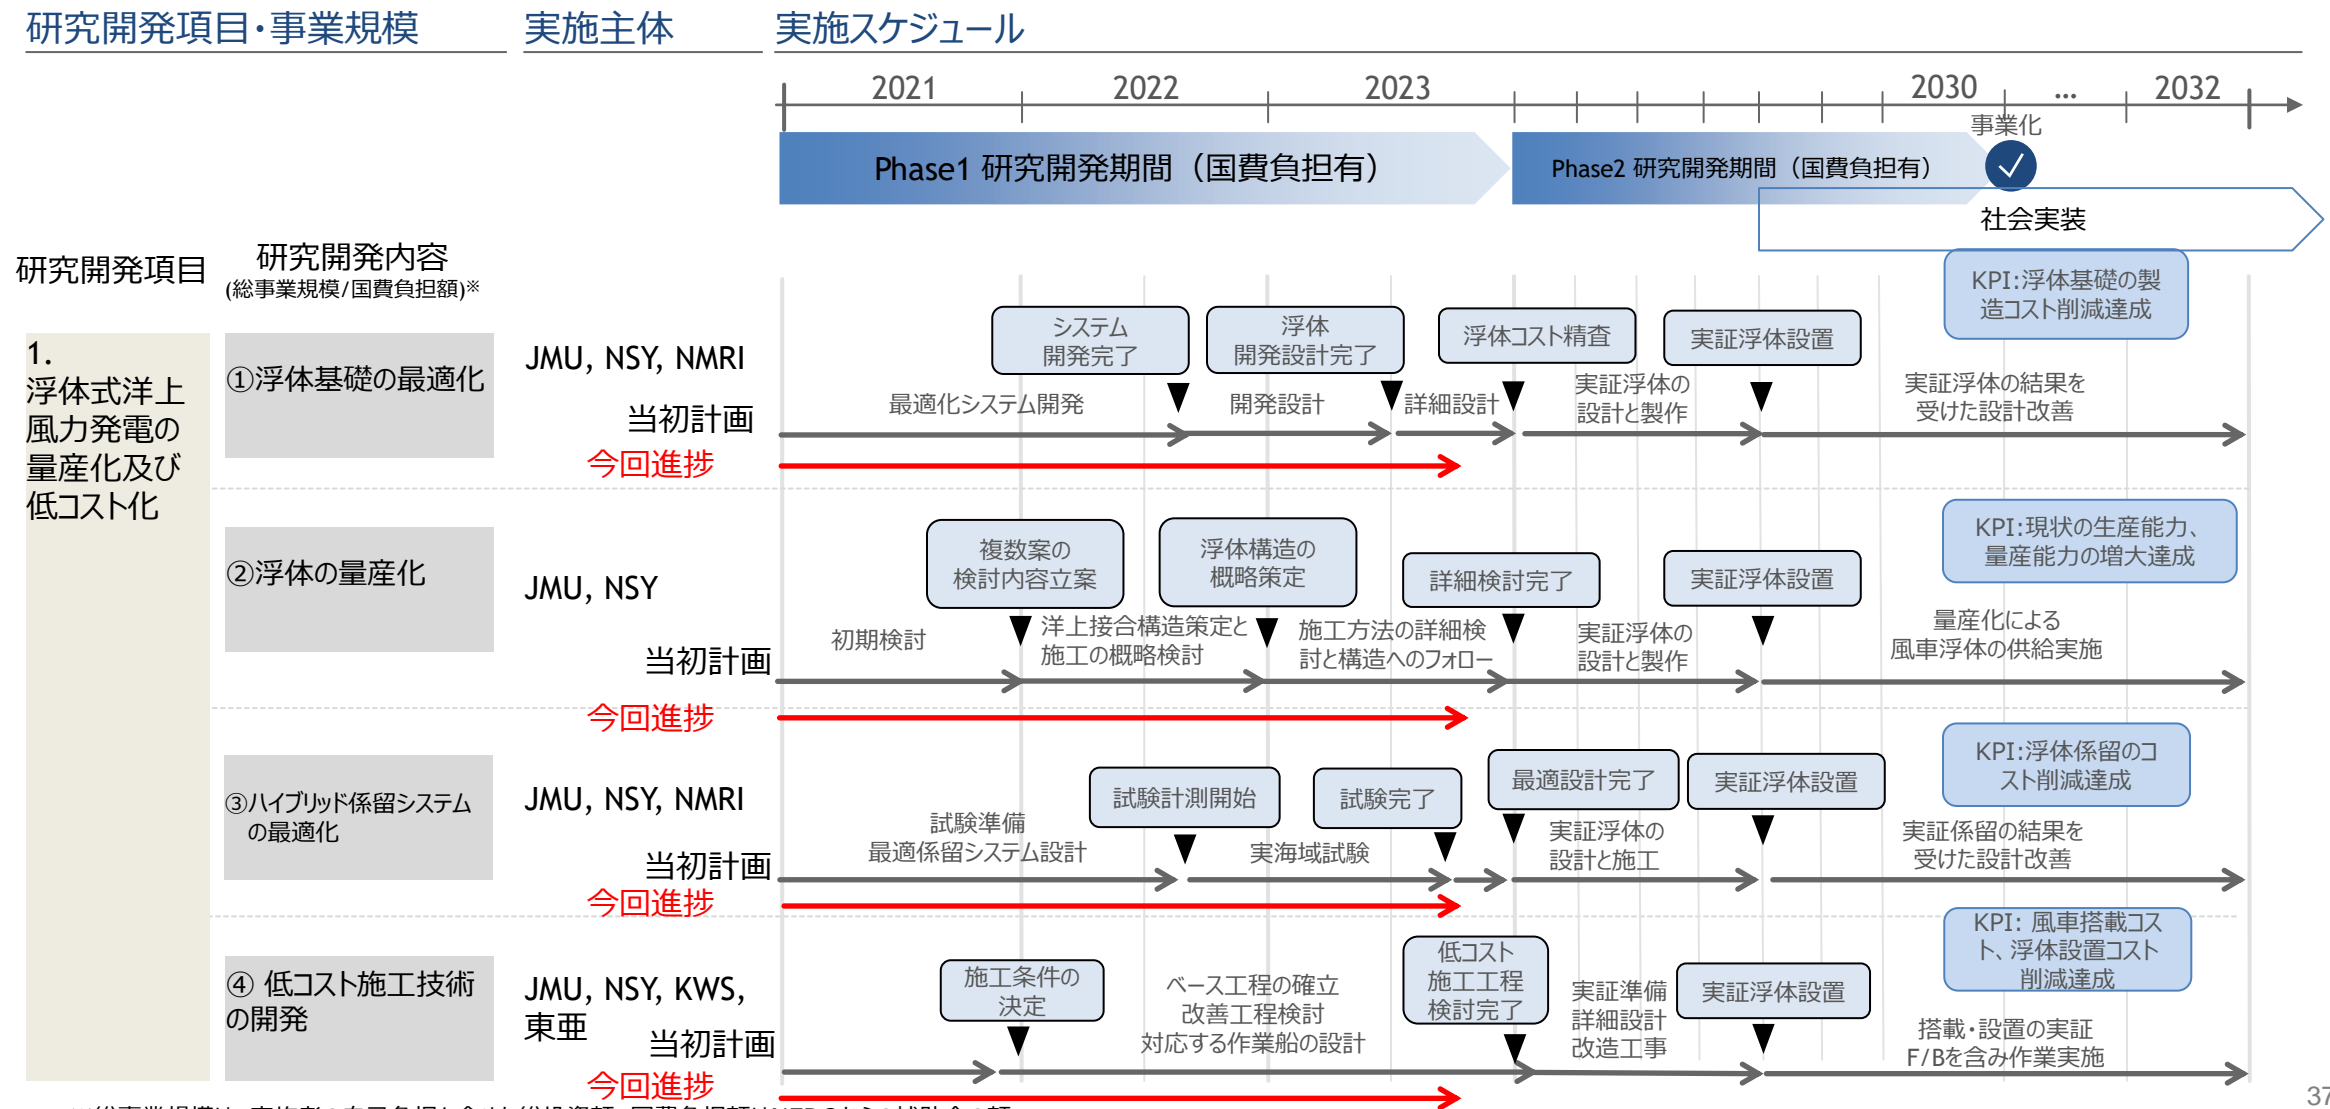 研究開発項目・事業規模
実施主体
実施スケジュール
2021
2022
2023
2030
…
2032
事業化
Phase1 研究開発期間（国費負担有）
Phase2 研究開発期間（国費負担有）
社会実装
研究開発項目
研究開発内容
(総事業規模/国費負担額)※
1.
浮体式洋上
風力発電の
量産化及び
低コスト化
①浮体基礎の最適化
JMU, NSY, NMRI
当初計画
今回進捗
システム
開発完了
浮体
開発設計完了
浮体コスト精査
実証浮体設置
KPI:浮体基礎の製
造コスト削減達成
最適化システム開発
開発設計
詳細設計
実証浮体の
設計と製作
実証浮体の結果を
受けた設計改善
②浮体の量産化
JMU, NSY
当初計画
今回進捗
複数案の
検討内容立案
浮体構造の
概略策定
詳細検討完了
実証浮体設置
KPI:現状の生産能力、
量産能力の増大達成
初期検討
洋上接合構造策定と
施工の概略検討
施工方法の詳細検
討と構造へのフォロー
実証浮体の
設計と製作
量産化による
風車浮体の供給実施
③ハイブリッド係留システム
の最適化
JMU, NSY, NMRI
当初計画
今回進捗
試験計測開始
試験完了
最適設計完了
実証浮体設置
KPI:浮体係留のコ
スト削減達成
試験準備
最適係留システム設計
実海域試験
実証浮体の
設計と施工
実証係留の結果を
受けた設計改善
④ 低コスト施工技術
の開発
JMU, NSY, KWS,
東亜
当初計画
今回進捗
施工条件の
決定
低コスト
施工工程
検討完了
実証浮体設置
KPI: 風車搭載コス
ト、浮体設置コスト
削減達成
ベース工程の確立
改善工程検討
対応する作業船の設計
実証準備
詳細設計
改造工事
搭載・設置の実証
F/Bを含み作業実施
37